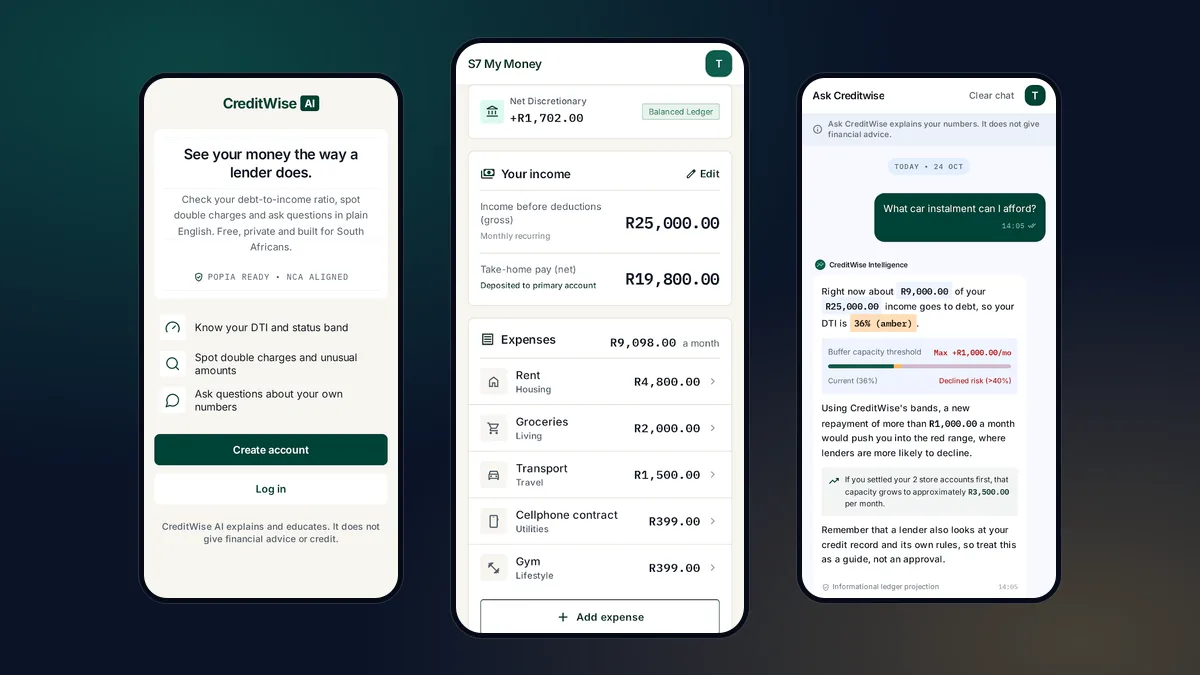 CreditWise AI
See your money the way a
lender does.
Check your debt-to-income ratio, spot
double charges and ask questions in plain
English. Free, private and built for South
Africans.
POPIA READY • NCA ALIGNED
Know your DTI and status band
Spot double charges and unusual
amounts
Ask questions about your own
numbers
Create account
Log in
CreditWise AI explains and educates. It does not
give financial advice or credit.
S7 My Money
T
Net Discretionary
+R1,702.00
Balanced Ledger
Your income
Edit
Income before deductions
(gross)
Monthly recurring
R25,000.00
Take-home pay (net)
Deposited to primary account
R19,800.00
Expenses
R9,098.00 a month
Rent
Housing
R4,800.00
Groceries
Living
R2,000.00
Transport
Travel
R1,500.00
Cellphone contract
Utilities
R399.00
Gym
Lifestyle
R399.00
+ Add expense
Ask Creditwise
Clear chat
T
Ask CreditWise explains your numbers. It does not give
financial advice.
TODAY • 24 OCT
What car instalment can I afford?
14:05
CreditWise Intelligence
Right now about R9,000.00 of your
R25,000.00 income goes to debt, so your
DTI is 36% (amber).
Buffer capacity threshold
Max +R1,000.00/mo
Current (36%)
Declined risk (>40%)
Using CreditWise's bands, a new
repayment of more than R1,000.00 a month
would push you into the red range, where
lenders are more likely to decline.
If you settled your 2 store accounts first, that
capacity grows to approximately R3,500.00
per month.
Remember that a lender also looks at your
credit record and its own rules, so treat this
as a guide, not an approval.
Informational ledger projection
14:05